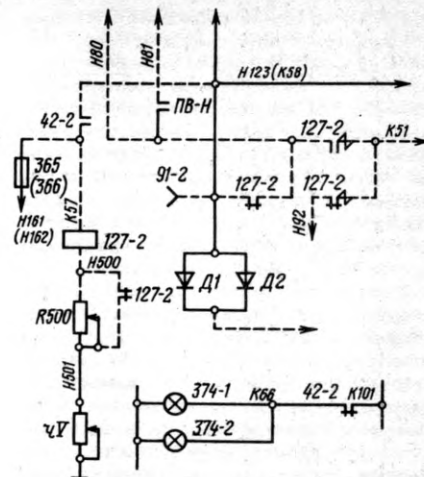 Н80
Н81
Н123(К58)
ПВ-Н
42-2
127-2
К51
365
(366)
91-2
127-2
127-2
Н92
Н161
(Н162)
К57
127-2
Н500
127-2
Д1
Д2
R500
Н501
374-1
К66
42-2
К101
ЧV
374-2